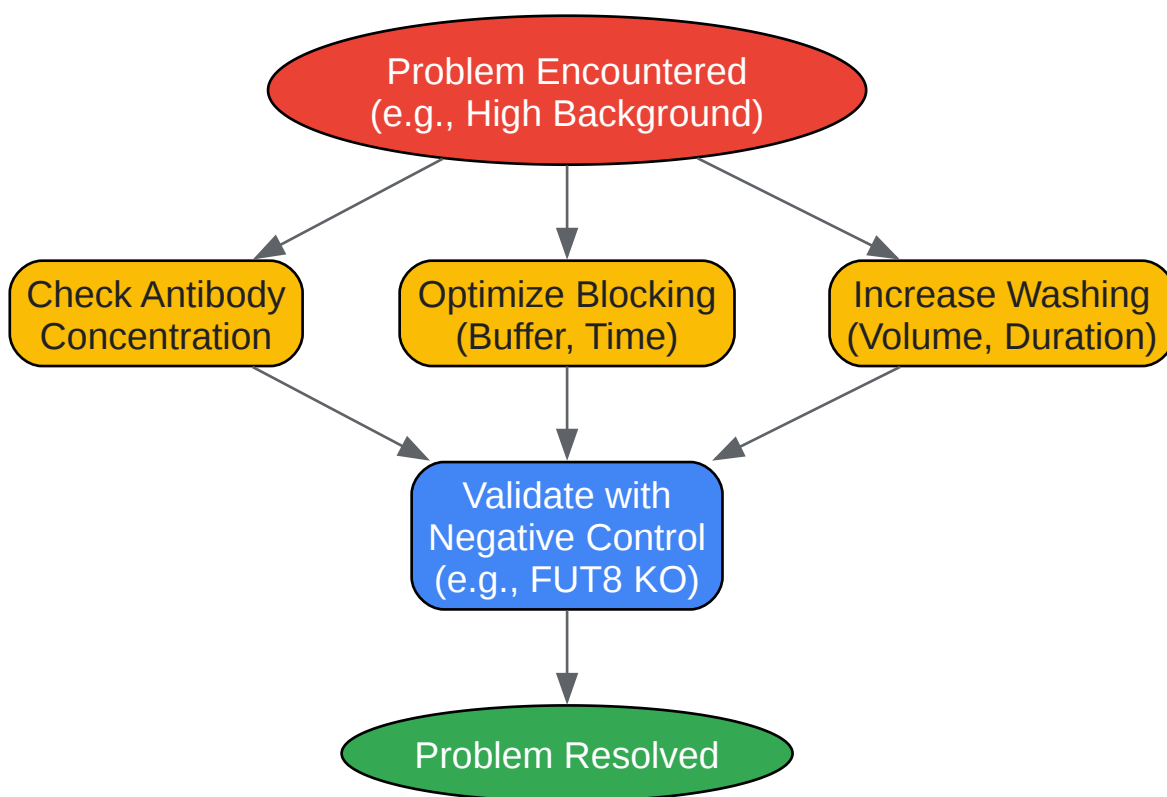 Problem Encountered
(e.g., High Background)
Check Antibody
Concentration
Optimize Blocking
(Buffer, Time)
Increase Washing
(Volume, Duration)
Validate with
Negative Control
(e.g., FUT8 KO)
Problem Resolved